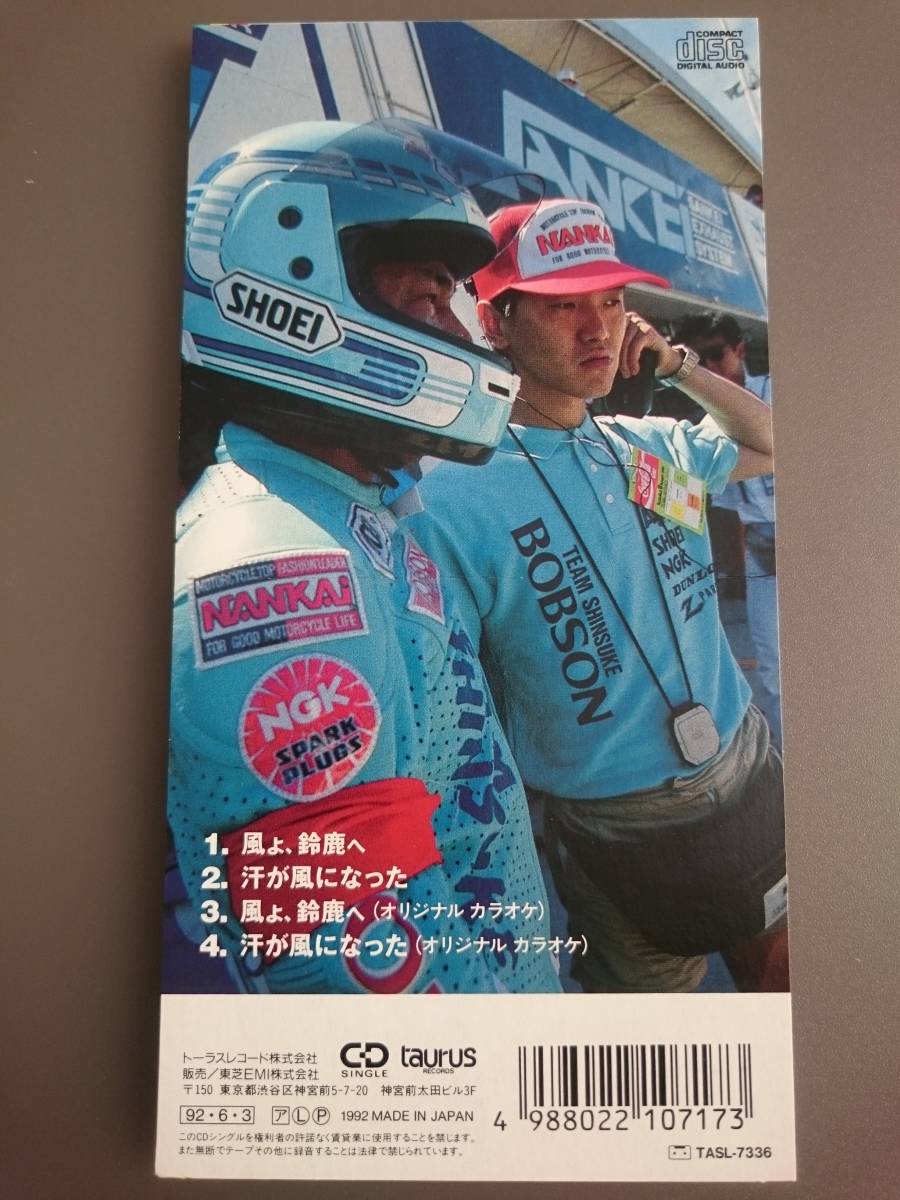 COMPACT
disc
DIGITAL AUDIO
ANKEI
EXHAUST
SYSTEM
MOTORCYCLE TOP
NANKAI
FOR GOOD MOTORCYCLE
SHOEI
MOTORCYCLE TOP FASHION LEADER
NANKAI
FOR GOOD MOTORCYCLE LIFE
NGK
SPARK
PLUGS
TEAM SHINSUKE
BOBSON
SHOEI
NGK
1. 風よ、鈴鹿へ
2. 汗が風になった
3. 風よ、鈴鹿へ (オリジナル カラオケ)
4. 汗が風になった (オリジナル カラオケ)
トーラスレコード株式会社
販売/東芝EMI株式会社
CD SINGLE
taurus RECORDS
〒150 東京都渋谷区神宮前5-7-20 神宮前太田ビル3F
92・6・3 アLP 1992 MADE IN JAPAN
このCDシングルを権利者の許諾なく賃貸業に使用することを禁じます。
また無断でテープその他に録音することは法律で禁じられています。
4 988022 107173
TASL-7336